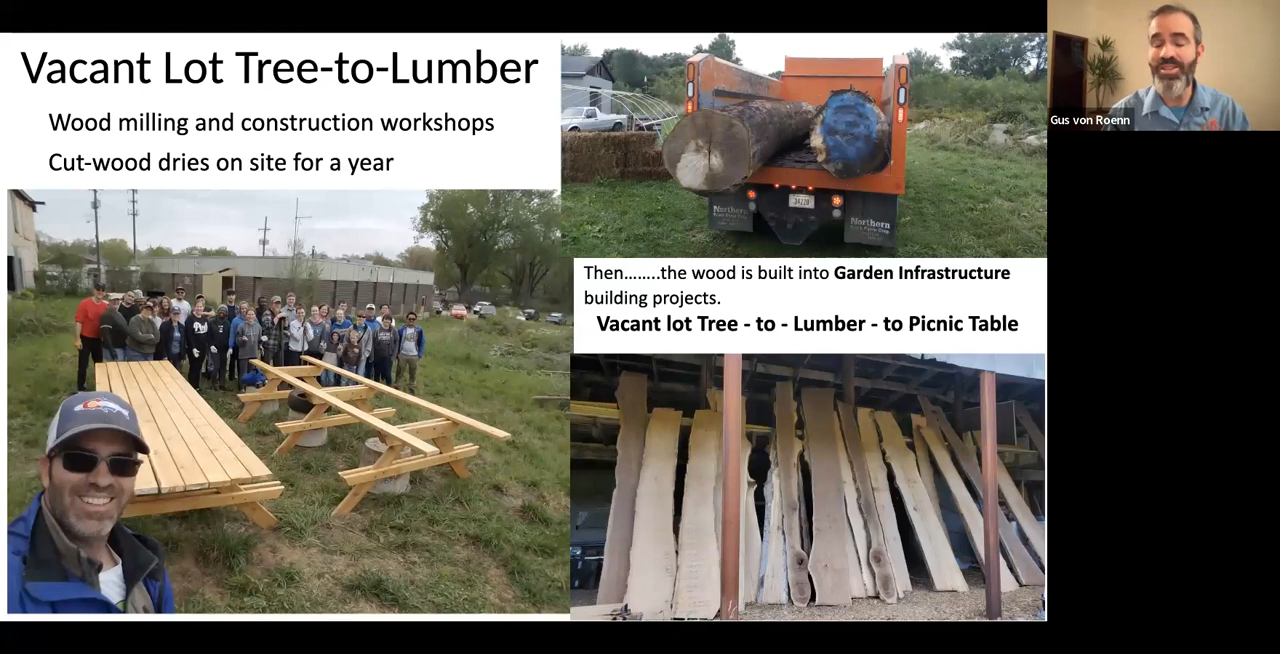 Vacant Lot Tree-to-Lumber
Wood milling and construction workshops
Cut-wood dries on site for a year
Then........the wood is built into Garden Infrastructure
building projects.
Vacant lot Tree - to - Lumber - to Picnic Table
Gus von Roenn
Northern
Northern